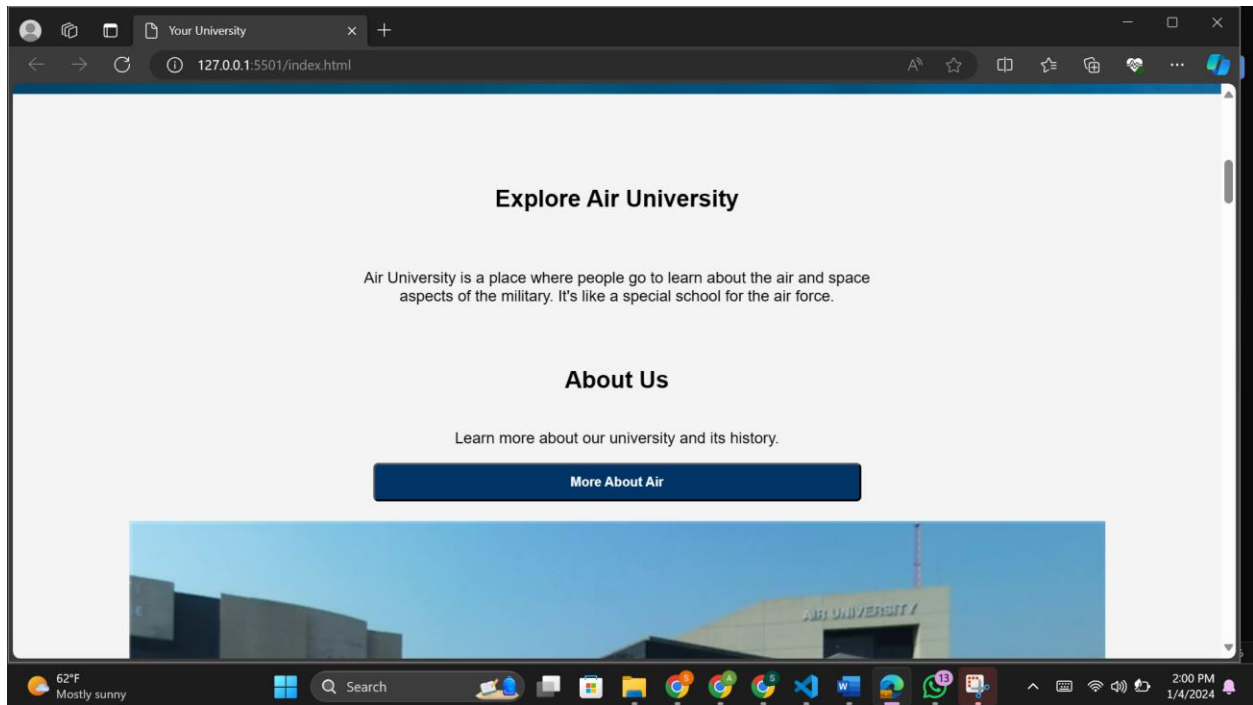 Your University
127.0.0.1:5501/index.html
Explore Air University
Air University is a place where people go to learn about the air and space
aspects of the military. It's like a special school for the air force.
About Us
Learn more about our university and its history.
More About Air
AIR UNIVERSITY
62°F
Mostly sunny
Search
13
2:00 PM
1/4/2024